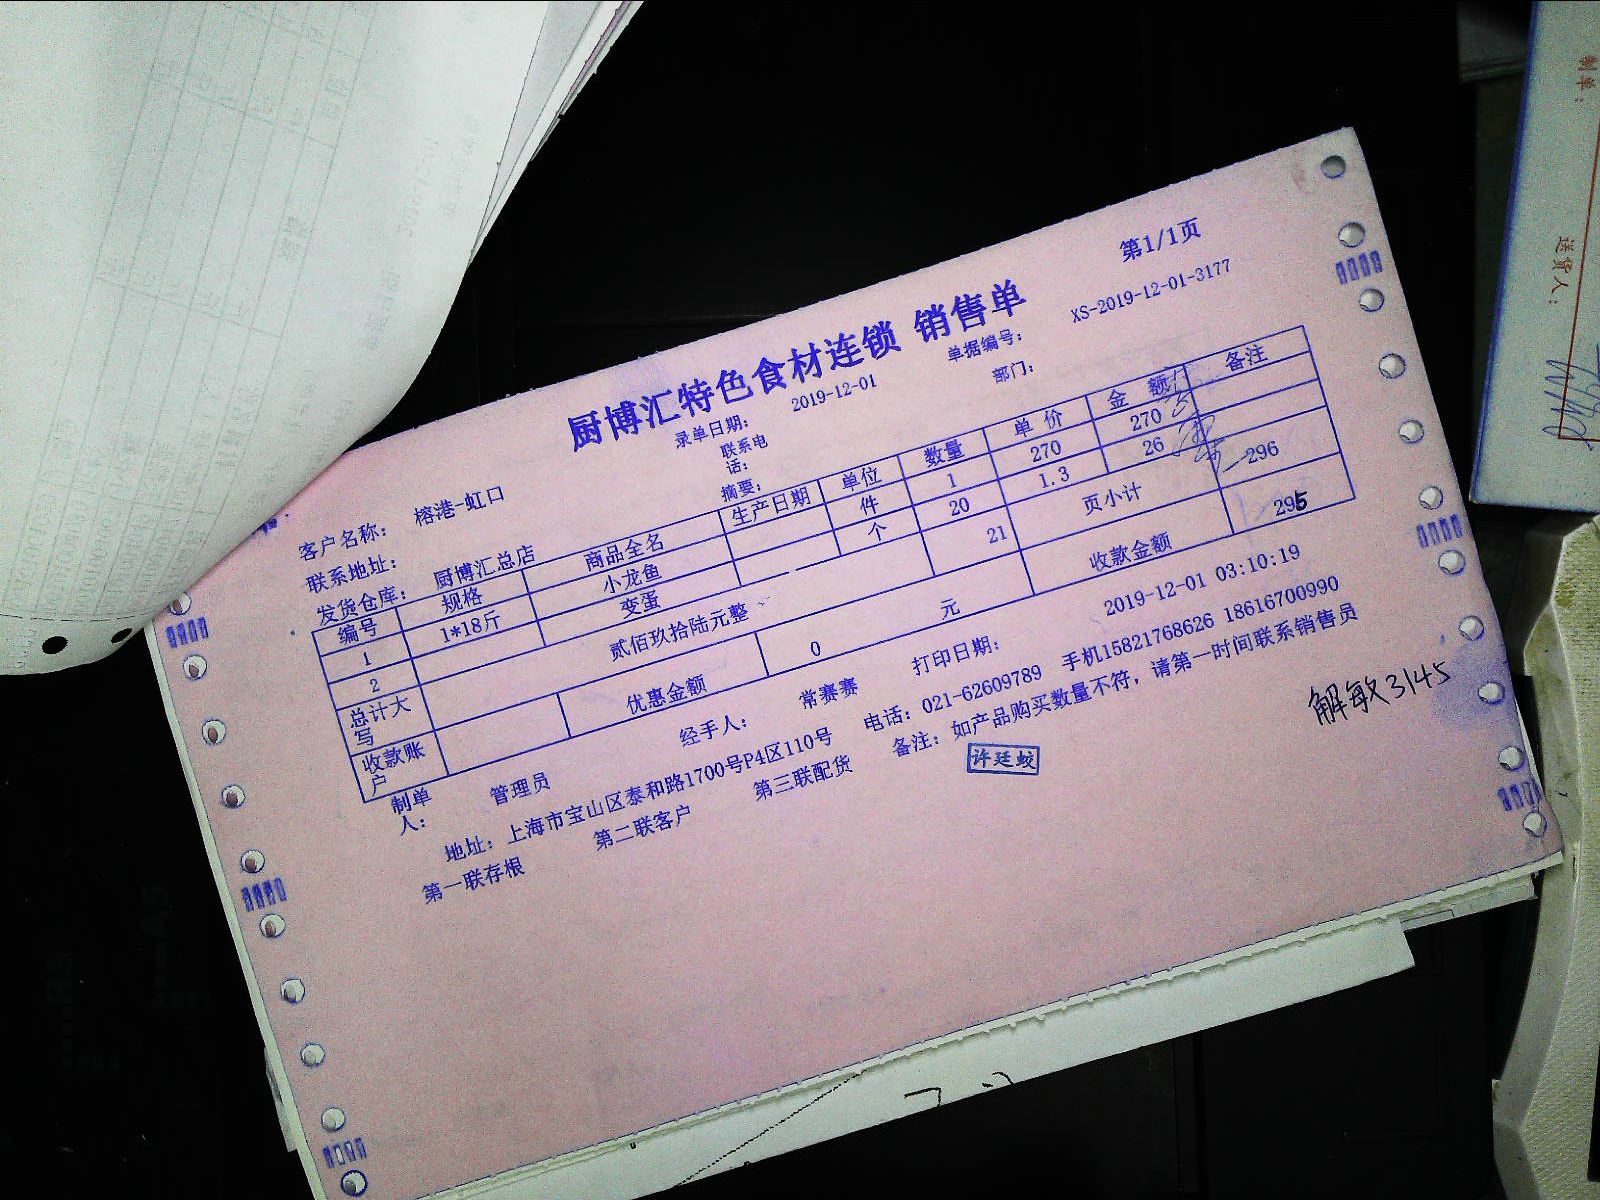 第1/1页
厨博汇特色食材连锁 销售单
录单日期: 2019-12-01 单据编号: XS-2019-12-01-3177
客户名称: 榕港-虹口 联系电话: 部门:
联系地址: 摘要:
发货仓库: 厨博汇总店
编号 规格 商品全名 生产日期 单位 数量 单价 金额 备注
1 1*18斤 小龙鱼 件 1 270 270
2 变蛋 个 20 1.3 26
总计大写 贰佰玖拾陆元整 21 页小计 296
收款账户 优惠金额 0 元 收款金额 295
制单人: 管理员 经手人: 常赛赛 打印日期: 2019-12-01 03:10:19
地址: 上海市宝山区泰和路1700号P4区110号 电话: 021-62609789 手机15821768626 18616700990
第一联存根 第二联客户 第三联配货 备注: 如产品购买数量不符, 请第一时间联系销售员
许廷蛟
解敏3145
制单:
送货人: